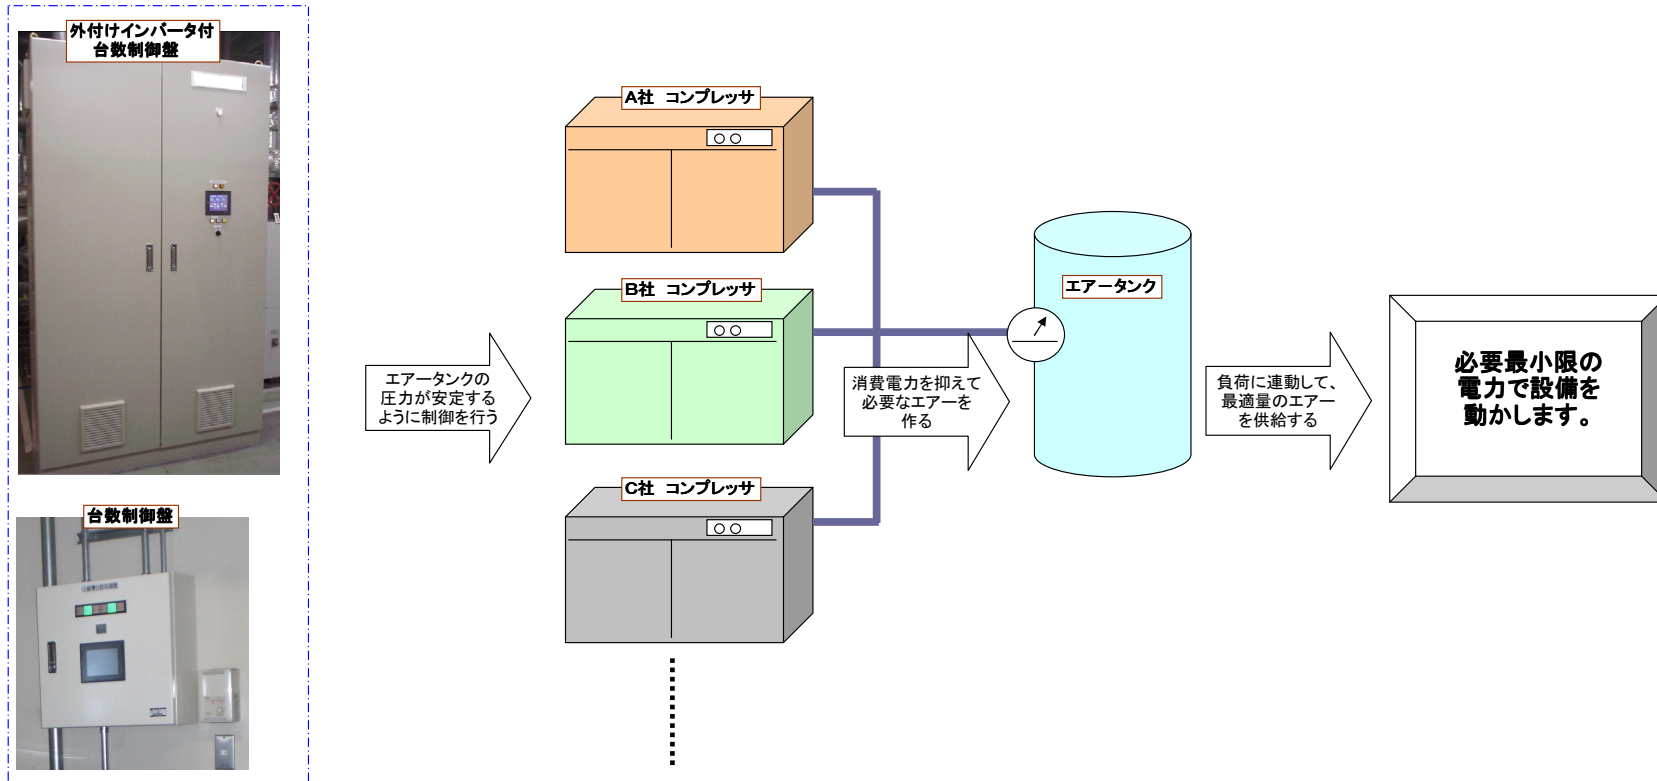 外付けインバータ付
台数制御盤
台数制御盤
エアータンクの
圧力が安定する
ように制御を行う
A社 コンプレッサ
B社 コンプレッサ
C社 コンプレッサ
消費電力を抑えて
必要なエアーを
作る
エアータンク
負荷に連動して、
最適量のエアー
を供給する
必要最小限の
電力で設備を
動かします。